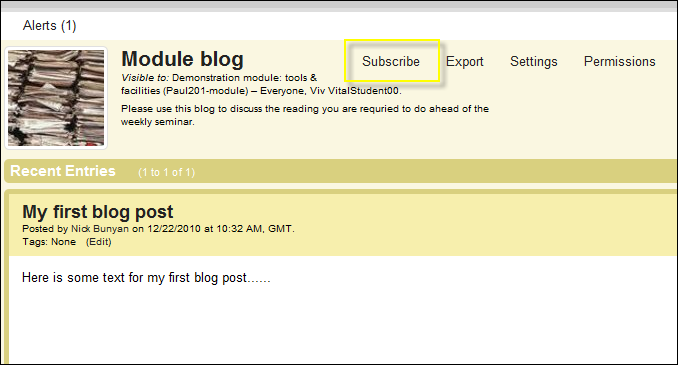 Alerts (1)
Module blog
Subscribe Export Settings Permissions
Visible to: Demonstration module: tools &
facilities (Paul201-module) – Everyone, Viv VitalStudent00.
Please use this blog to discuss the reading you are requried to do ahead of the
weekly seminar.
Recent Entries (1 to 1 of 1)
My first blog post
Posted by Nick Bunyan on 12/22/2010 at 10:32 AM, GMT.
Tags: None (Edit)
Here is some text for my first blog post......